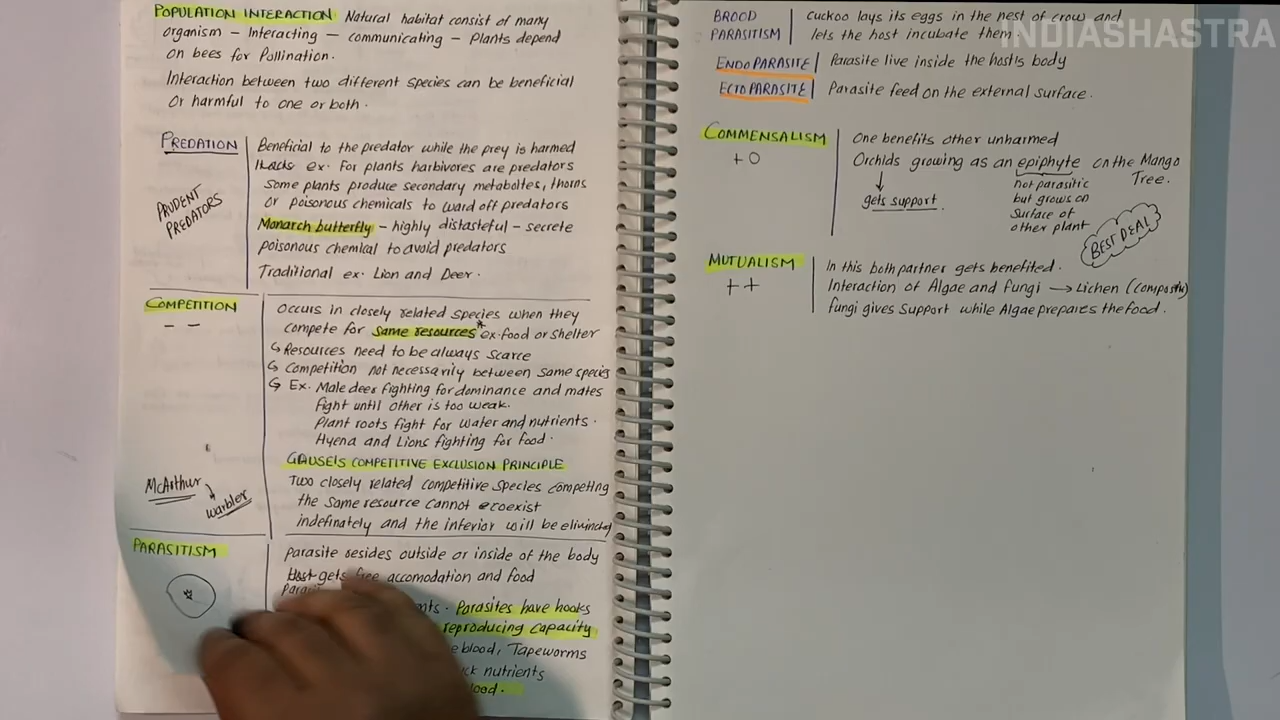 POPULATION INTERACTION Natural habitat consist of many
organism – Interacting – communicating – Plants depend
on bees for Pollination.
Interaction between two different species can be beneficial
Or harmful to one or both.
PREDATION
PRUDENT
PREDATORS
Beneficial to the predator while the prey is harmed
ex. For plants harbivores are predators
Some plants produce secondary metaboltes, thorns
or poisonous chemicals to ward off predators
Monarch butterfly – highly distasteful – secrete
poisonous chemical to avoid predators
Traditional ex. Lion and Deer.
COMPETITION
– –
Occurs in closely related species when they
compete for same resources* ex. food or shelter
Resources need to be always scarce
Competition not necessarity between same species
Ex. Male deer fighting for dominance and mates
fight until other is too weak.
Plant roots fight for water and nutrients.
Hyena and Lions fighting for food.
GAUSE'S COMPETITIVE EXCLUSION PRINCIPLE
Two closely related competitive species competing
the same resource cannot coexist
indefinately and the inferior will be
McArthur
warbler
PARASITISM
Parasite resides outside or inside of the body
Host gets free accomodation and food
Parasites have hooks
reproducing capacity
blood, Tapeworms
nutrients
BROOD
PARASITISM
cuckoo lays its eggs in the nest of crow and
lets the host incubate them.
INDIASHASTRA
ENDOPARASITE
Parasite live inside the host's body
ECTOPARASITE
Parasite feed on the external surface.
COMMENSALISM
+ 0
One benefits other unharmed
Orchids growing as an epiphyte on the Mango
Tree.
gets support.
not parasitic
but grows on
surface of
other plant
BEST DEAL
MUTUALISM
+ +
In this both partner gets benefited.
Interaction of Algae and fungi → Lichen
fungi gives Support while Algae prepares the food.